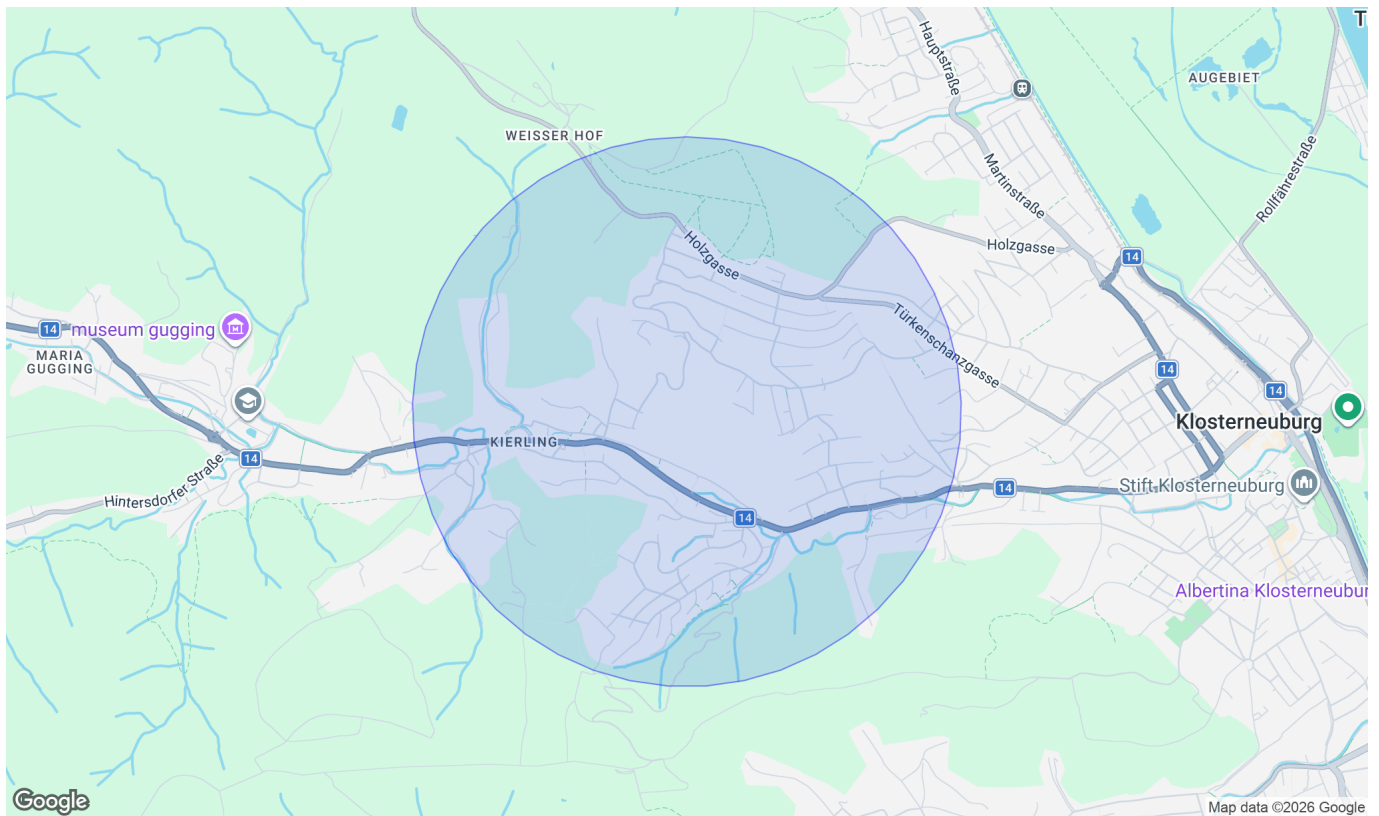 T
Hauptstraße
AUGEBIET
WEISSER HOF
Martinstraße
Rollfährestraße
Holzgasse
Holzgasse
14
14
museum gugging
MARIA
GUGGING
Türkenschanzgasse
14
14
Klosterneuburg
KIERLING
14
Hintersdorfer Straße
14
Stift Klosterneuburg
14
Albertina Klosterneubur
Google
Map data ©2026 Google